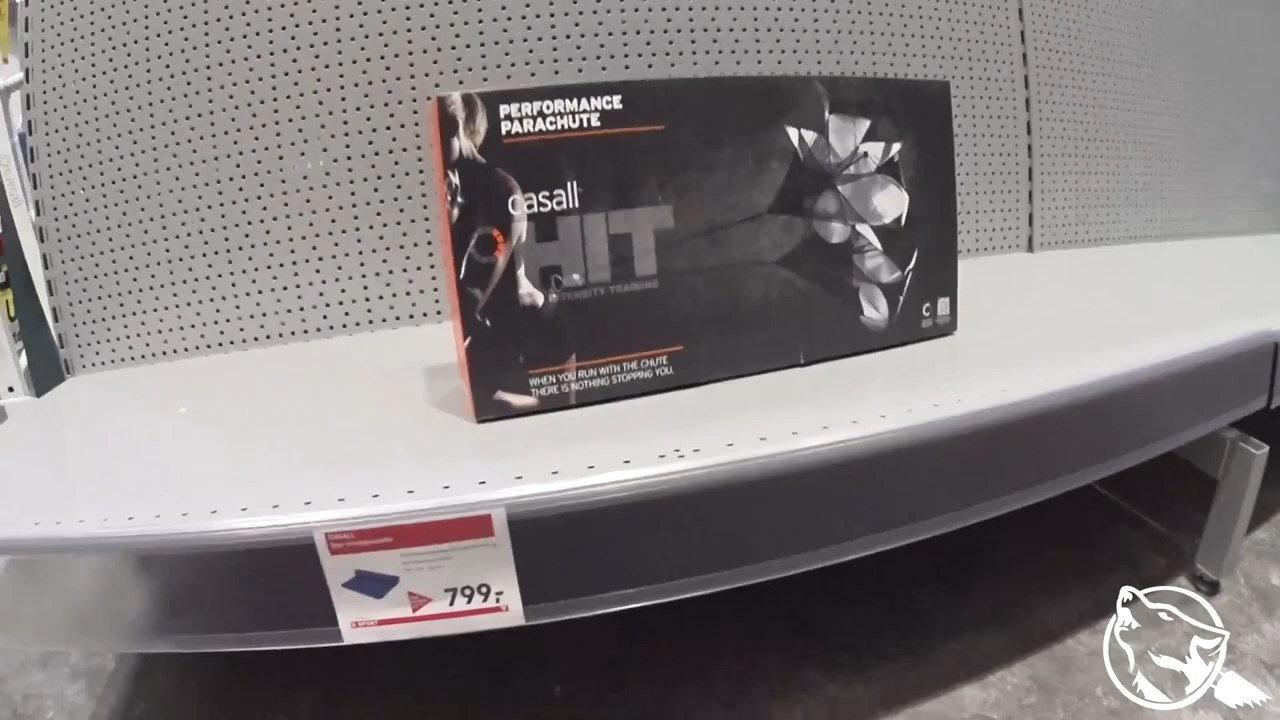 PERFORMANCE
PARACHUTE
casall
HIT
INTENSITY TRAINING
WHEN YOU RUN WITH THE CHUTE
THERE IS NOTHING STOPPING YOU.
C
CASALL
799,-
SPORT